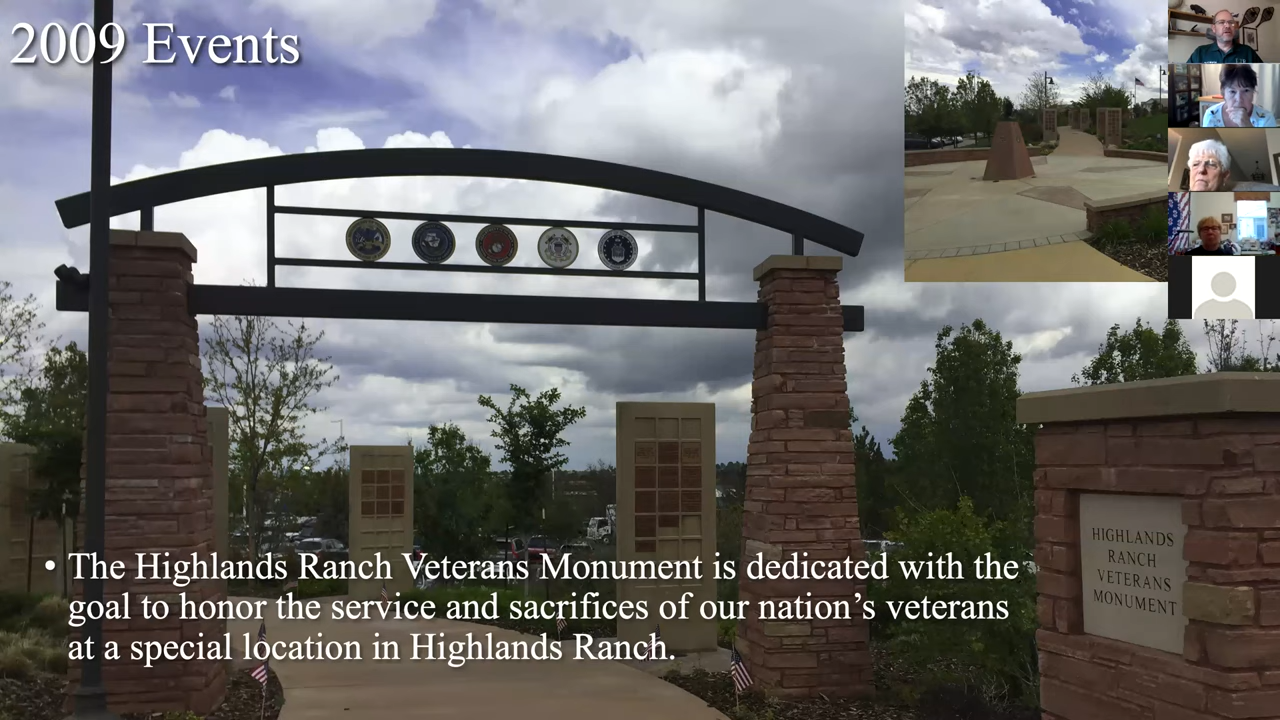 2009 Events
HIGHLANDS
RANCH
VETERANS
MONUMENT
• The Highlands Ranch Veterans Monument is dedicated with the
goal to honor the service and sacrifices of our nation’s veterans
at a special location in Highlands Ranch.